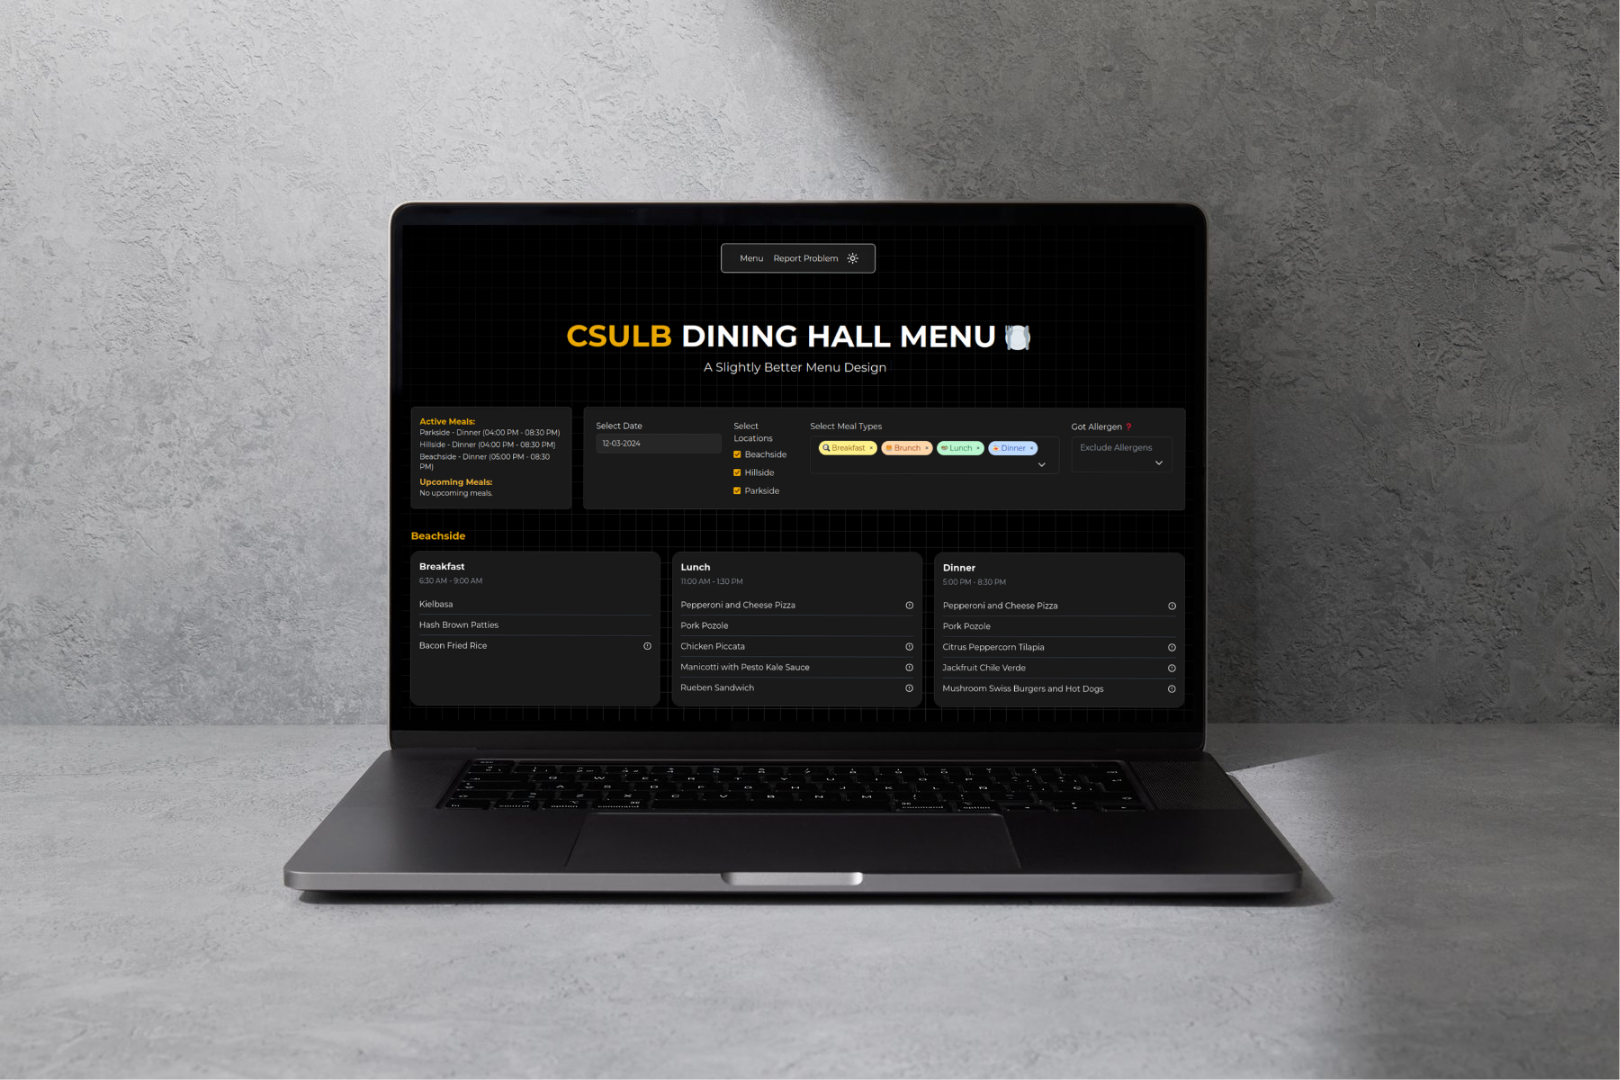 Menu Report Problem
CSULB DINING HALL MENU
A Slightly Better Menu Design
Active Meals:
Parkside - Dinner (04:00 PM - 08:30 PM)
Hillside - Dinner (04:00 PM - 08:30 PM)
Beachside - Dinner (05:00 PM - 08:30
PM)
Upcoming Meals:
No upcoming meals.
Select Date
12-03-2024
Select
Locations
Beachside
Hillside
Parkside
Select Meal Types
Breakfast × Brunch × Lunch × Dinner ×
Got Allergen ❓
Exclude Allergens
Beachside
Breakfast
6:30 AM - 9:00 AM
Kielbasa
Hash Brown Patties
Bacon Fried Rice
Lunch
11:00 AM - 1:30 PM
Pepperoni and Cheese Pizza
Pork Pozole
Chicken Piccata
Manicotti with Pesto Kale Sauce
Rueben Sandwich
Dinner
5:00 PM - 8:30 PM
Pepperoni and Cheese Pizza
Pork Pozole
Citrus Peppercorn Tilapia
Jackfruit Chile Verde
Mushroom Swiss Burgers and Hot Dogs
command
command
option